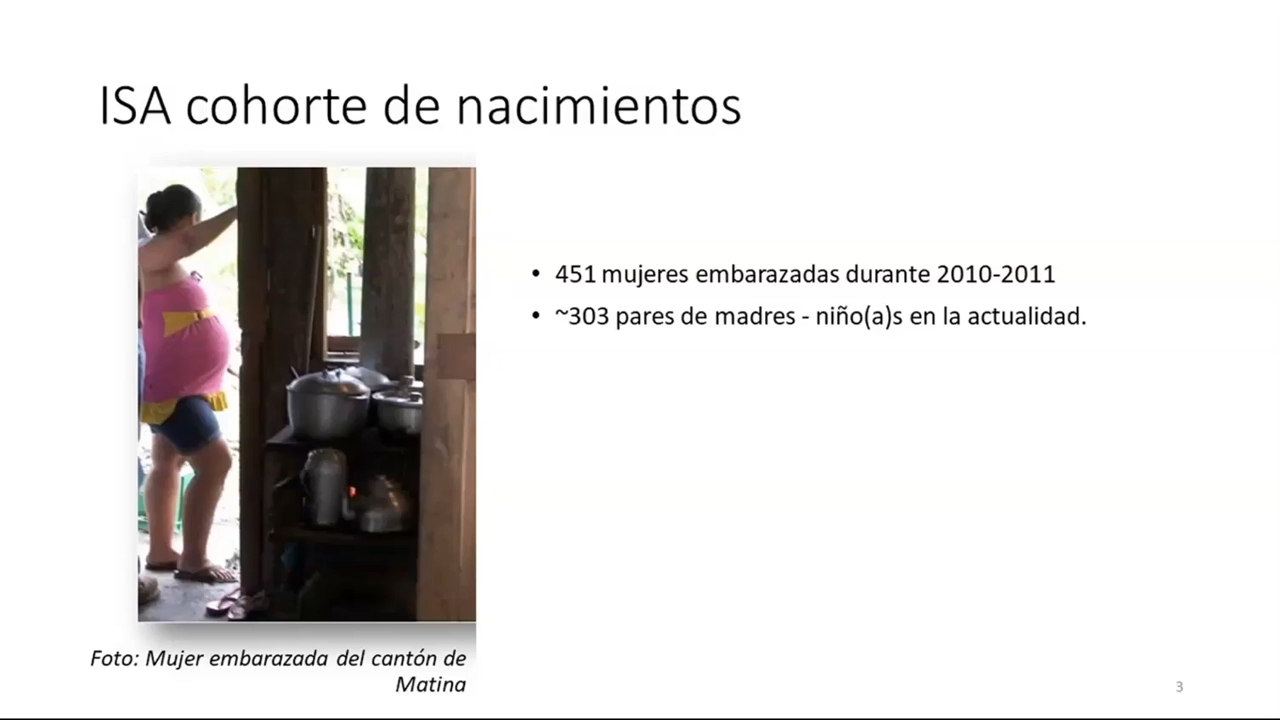 ISA cohorte de nacimientos
• 451 mujeres embarazadas durante 2010-2011
• ~303 pares de madres - niño(a)s en la actualidad.
Foto: Mujer embarazada del cantón de
Matina
3